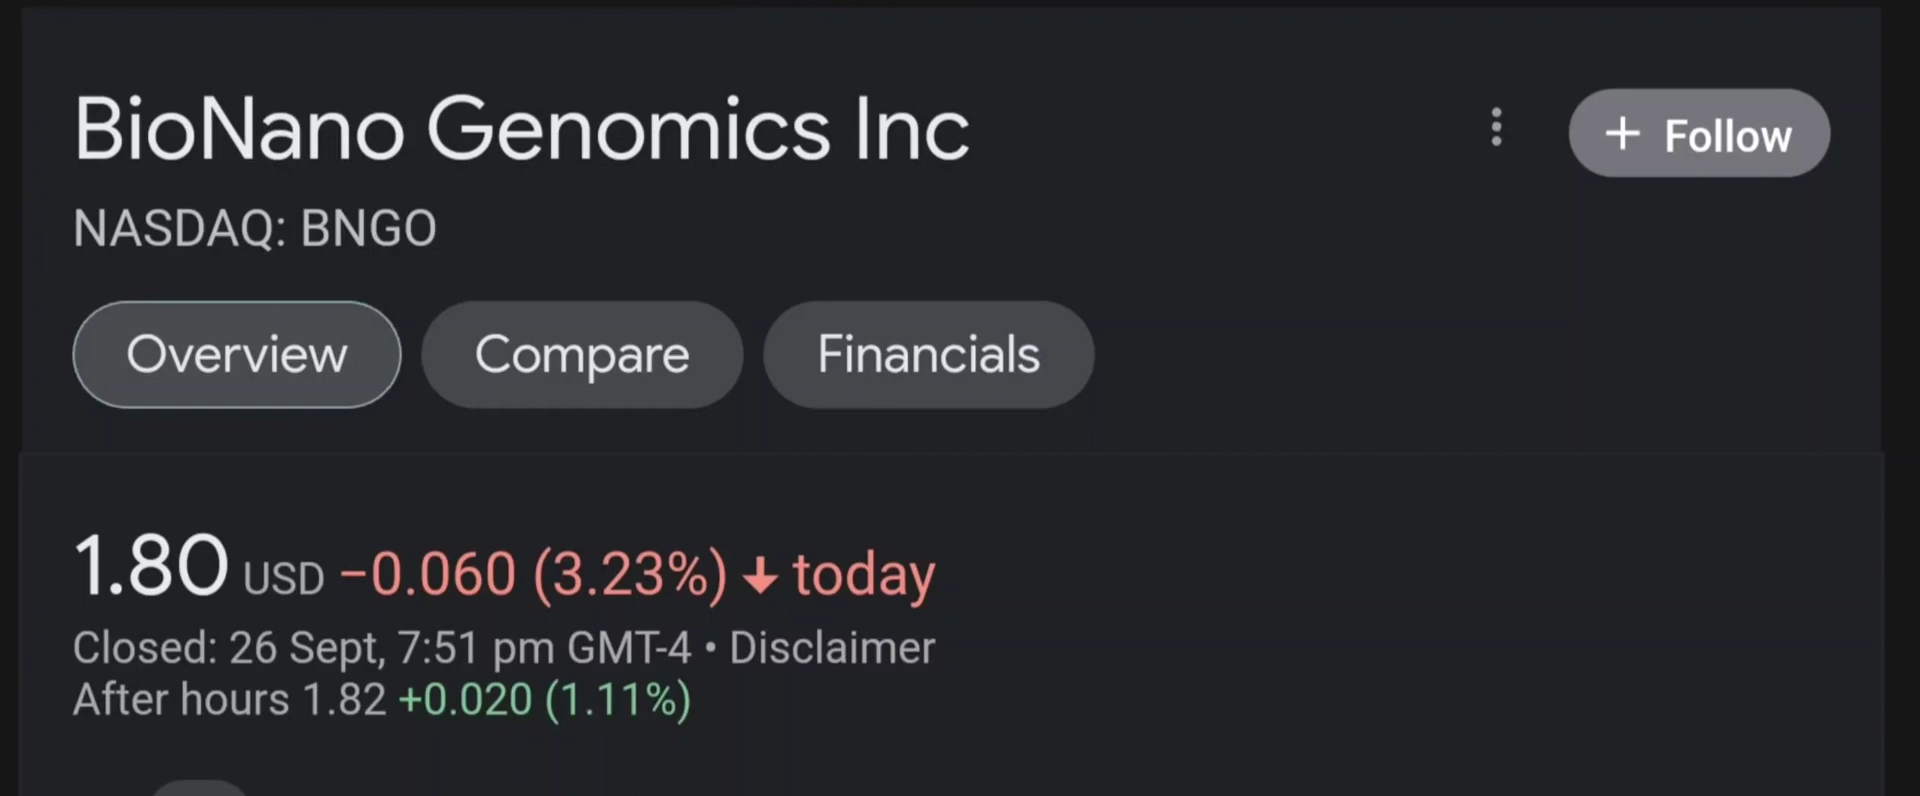 BioNano Genomics Inc
+ Follow
NASDAQ: BNGO
Overview Compare Financials
1.80 USD −0.060 (3.23%) ↓ today
Closed: 26 Sept, 7:51 pm GMT-4 • Disclaimer
After hours 1.82 +0.020 (1.11%)